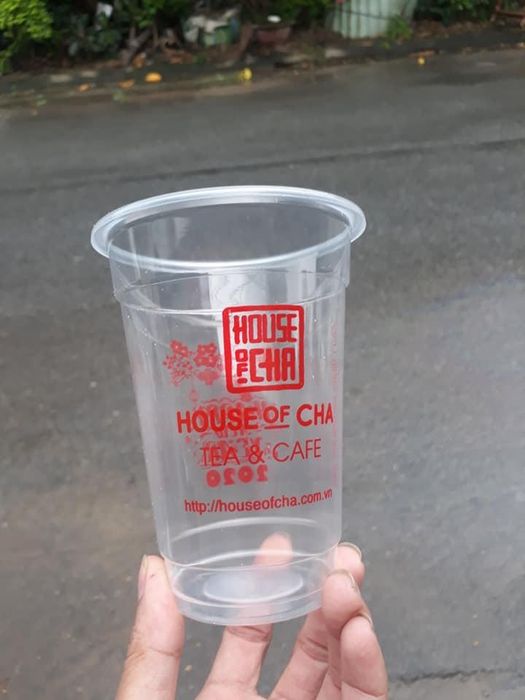 HOUSE
OF CHA
HOUSE OF CHA
TEA & CAFE
2020
http://houseofcha.com.vn